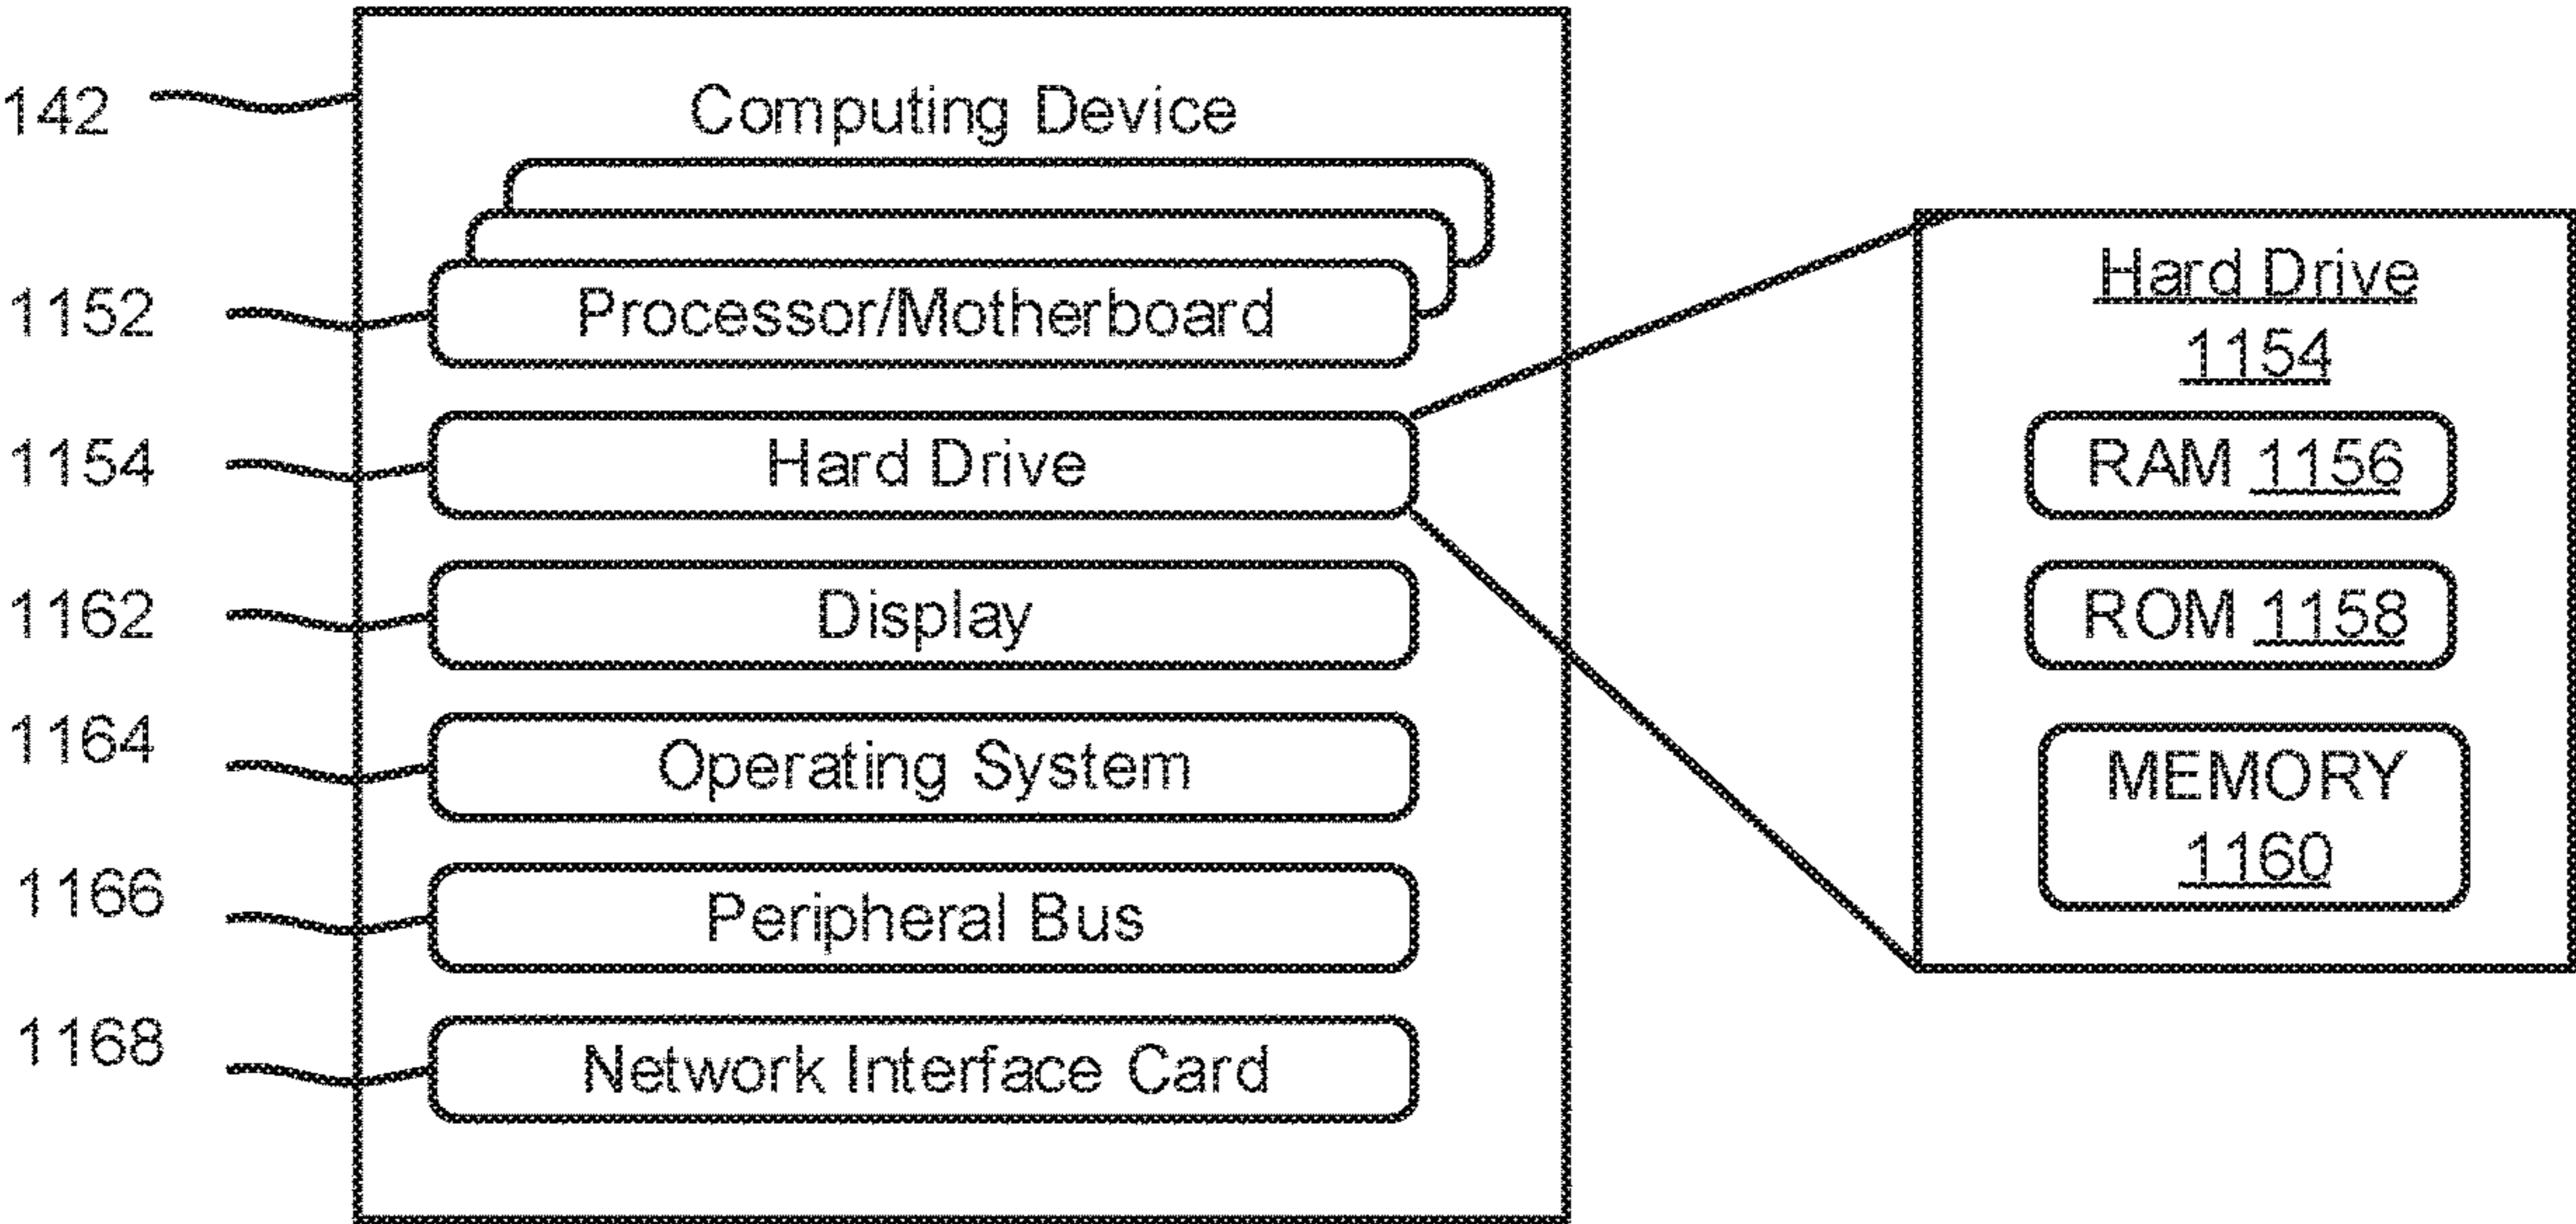 142
Computing Device
1152
Processor/Motherboard
1154
Hard Drive
1162
Display
1164
Operating System
1166
Peripheral Bus
1168
Network Interface Card
Hard Drive
1154
RAM 1156
ROM 1158
MEMORY
1160